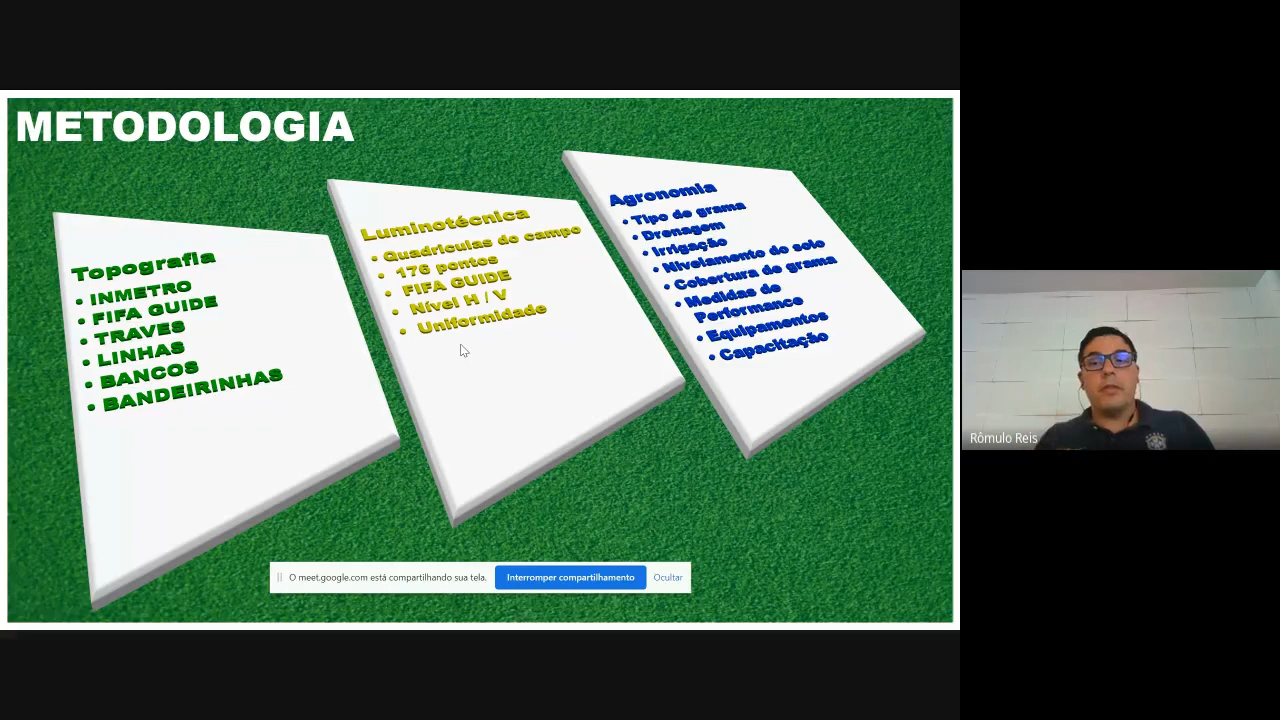 METODOLOGIA
Topografia
• INMETRO
• FIFA GUIDE
• TRAVES
• LINHAS
• BANCOS
• BANDEIRINHAS
Luminotécnica
• Quadriculas do campo
• 176 pontos
• FIFA GUIDE
• Nível H / V
• Uniformidade
Agronomia
• Tipo de grama
• Drenagem
• Irrigação
• Nivelamento do solo
• Cobertura de grama
• Medidas de
Performance
• Equipamentos
• Capacitação
Rômulo Reis
O meet.google.com está compartilhando sua tela.
Interromper compartilhamento
Ocultar